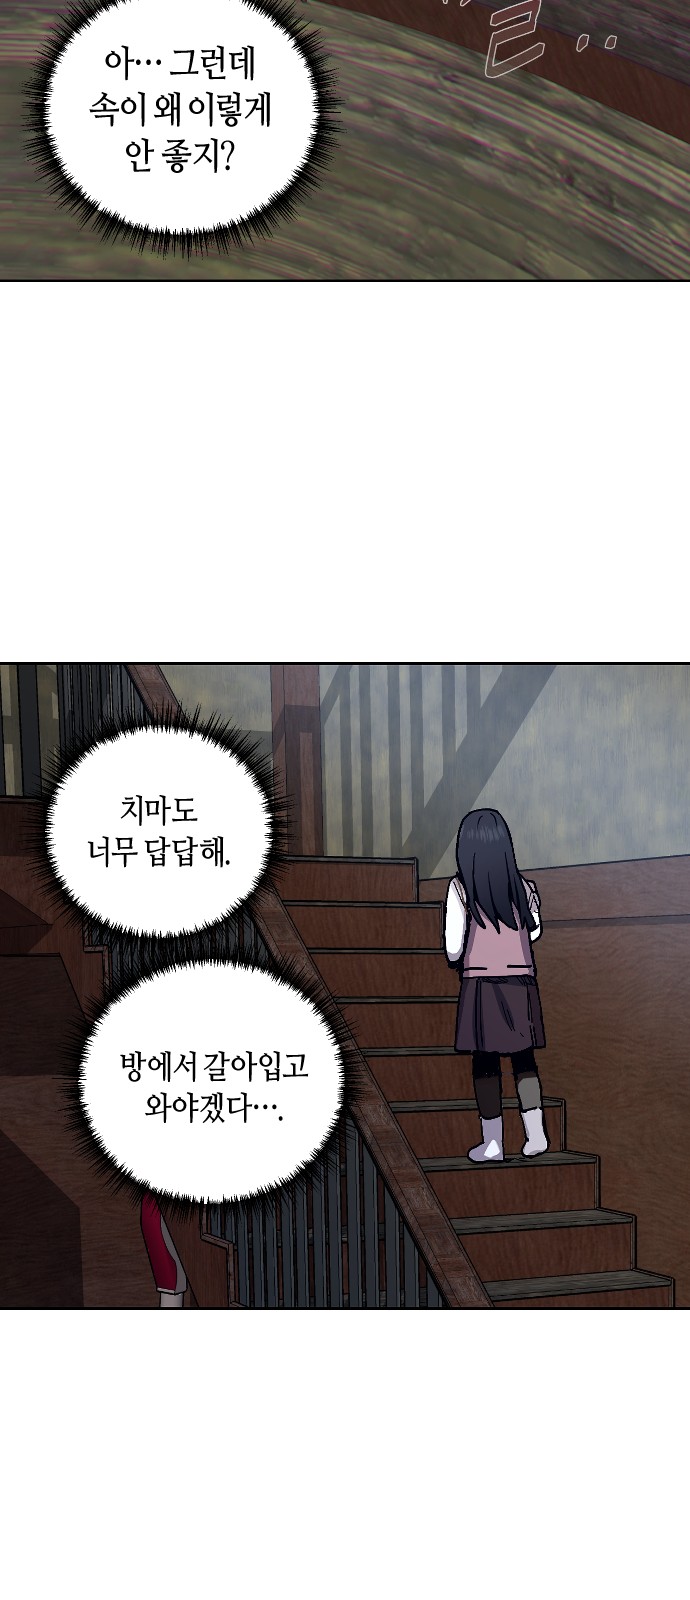 아… 그런데
속이 왜 이렇게
안 좋지?
치마도
너무 답답해.
방에서 갈아입고
와야겠다….